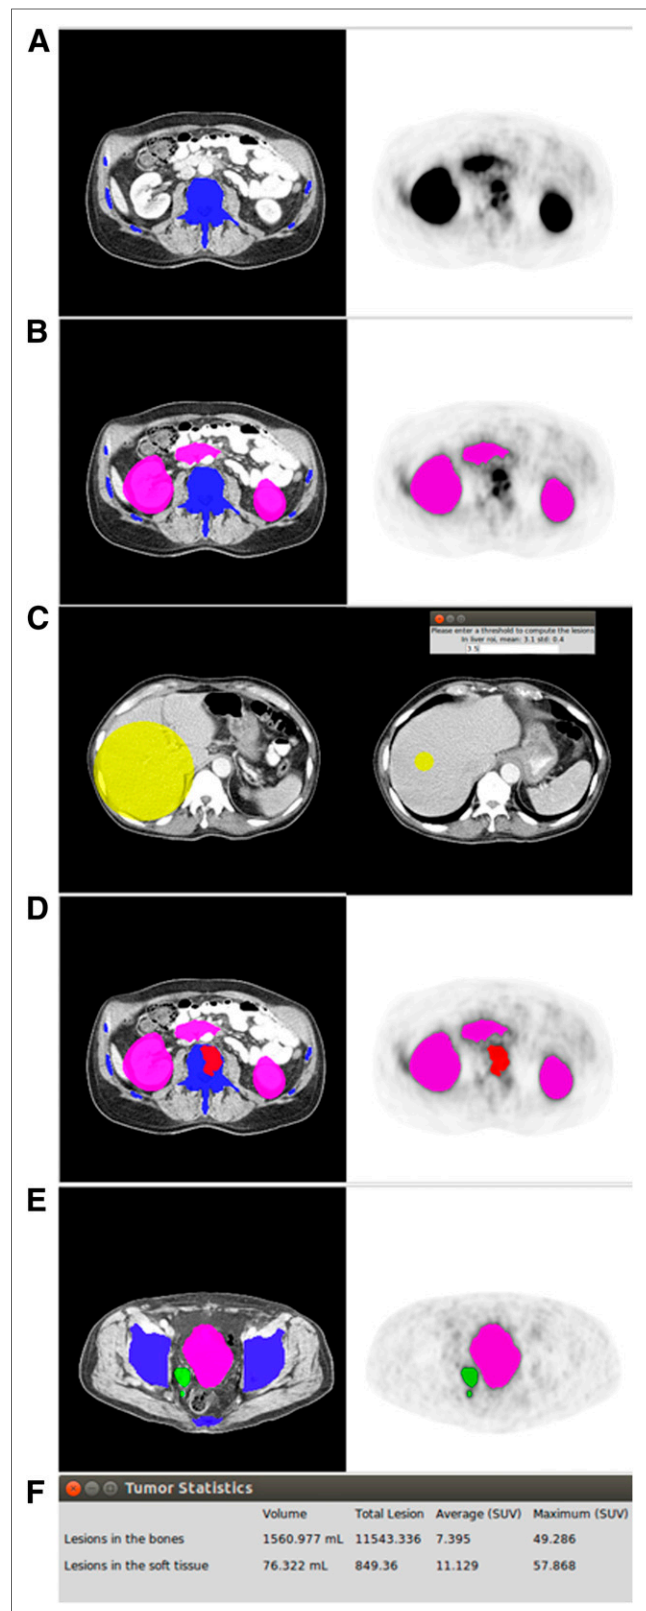 A
B
C
Please enter a threshold to compute the lesions
In liver roi, mean: 3.1 std: 0.4
3.5
D
E
F
Tumor Statistics
Volume Total Lesion Average (SUV) Maximum (SUV)
Lesions in the bones 1560.977 mL 11543.336 7.395 49.286
Lesions in the soft tissue 76.322 mL 849.36 11.129 57.868